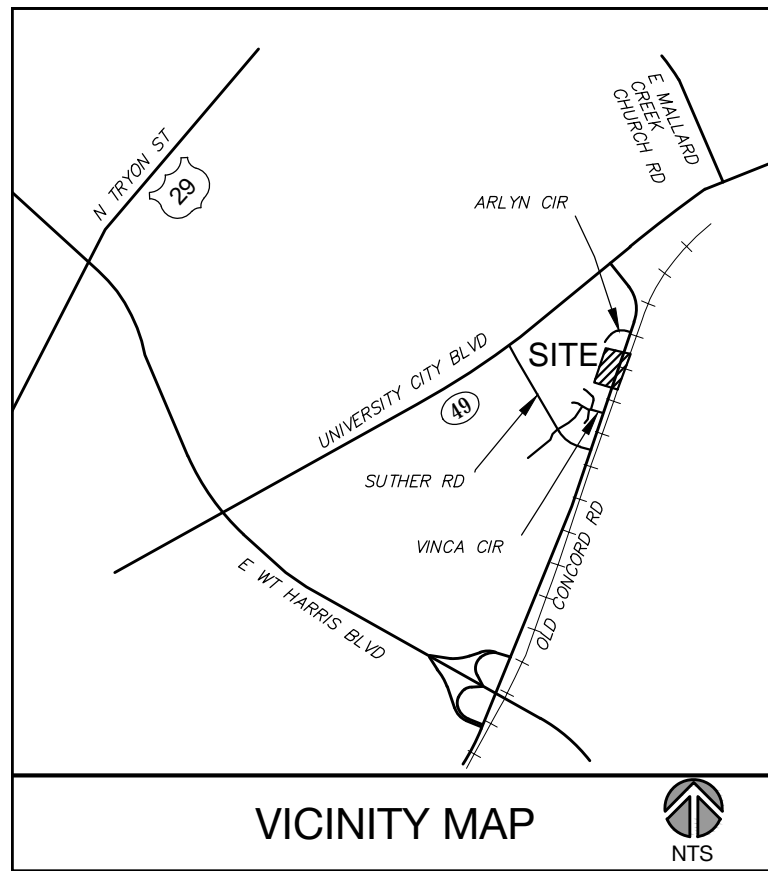 E MALLARD
CREEK
CHURCH RD
N TRYON ST
29
ARLYN CIR
SITE
UNIVERSITY CITY BLVD
49
SUTHER RD
VINCA CIR
OLD CONCORD RD
E WT HARRIS BLVD
VICINITY MAP
NTS